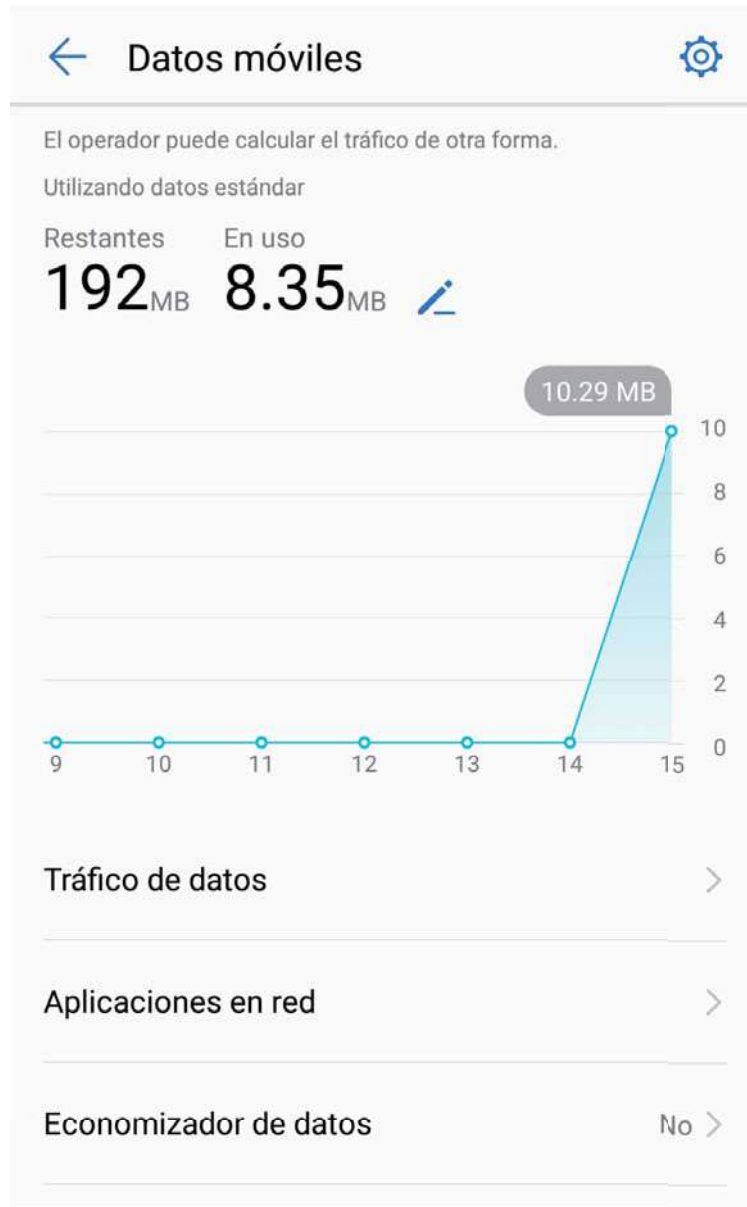 Datos móviles
El operador puede calcular el tráfico de otra forma.
Utilizando datos estándar
Restantes En uso
192MB 8.35MB
10.29 MB
10
8
6
4
2
0
9 10 11 12 13 14 15
Tráfico de datos
Aplicaciones en red
Economizador de datos No